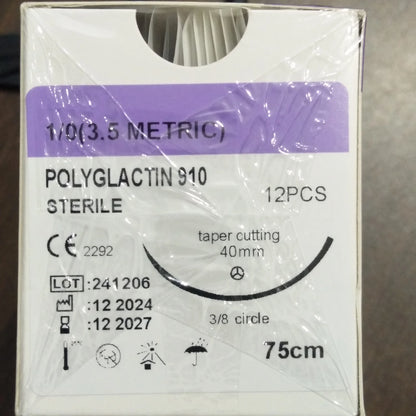 1/0(3.5 METRIC)
POLYGLACTIN 910
12PCS
STERILE
CE 2292
taper cutting
40mm
LOT :241206
:12 2024
:12 2027
3/8 circle
75cm